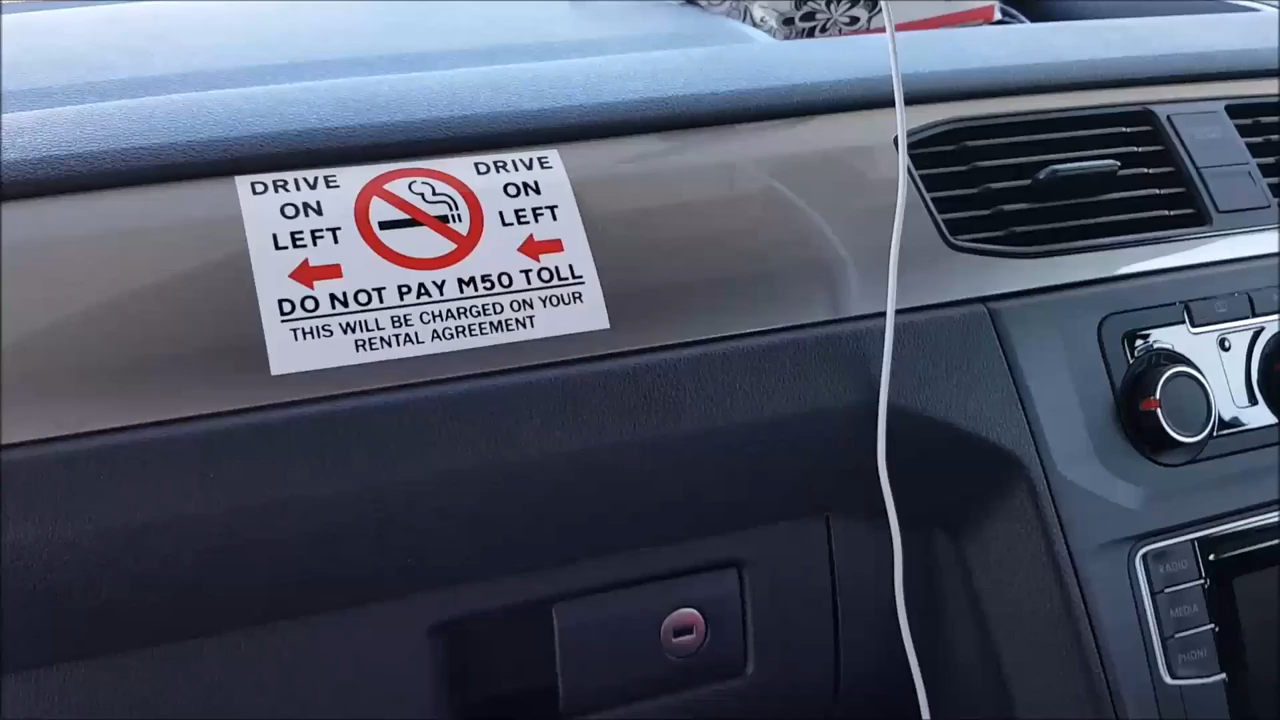 DRIVE
ON
LEFT
DRIVE
ON
LEFT
DO NOT PAY M50 TOLL
THIS WILL BE CHARGED ON YOUR
RENTAL AGREEMENT
RADIO
MEDIA
PHONE